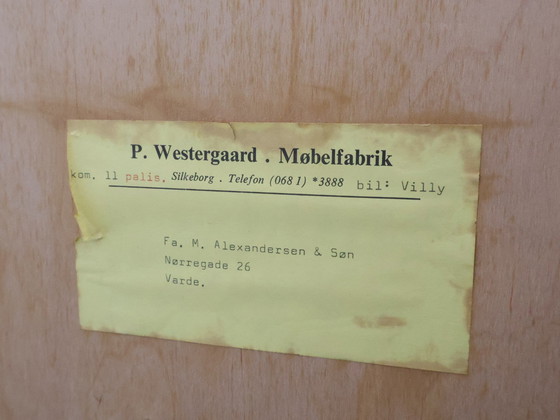 P. Westergaard . Møbelfabrik
kom. 11 palis. Silkeborg . Telefon (068 1) *3888 bil: Villy
Fa. M. Alexandersen & Søn
Nørregade 26
Varde.